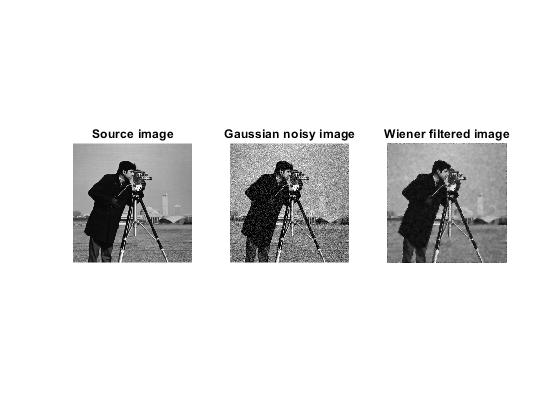 Source image
Gaussian noisy image
Wiener filtered image